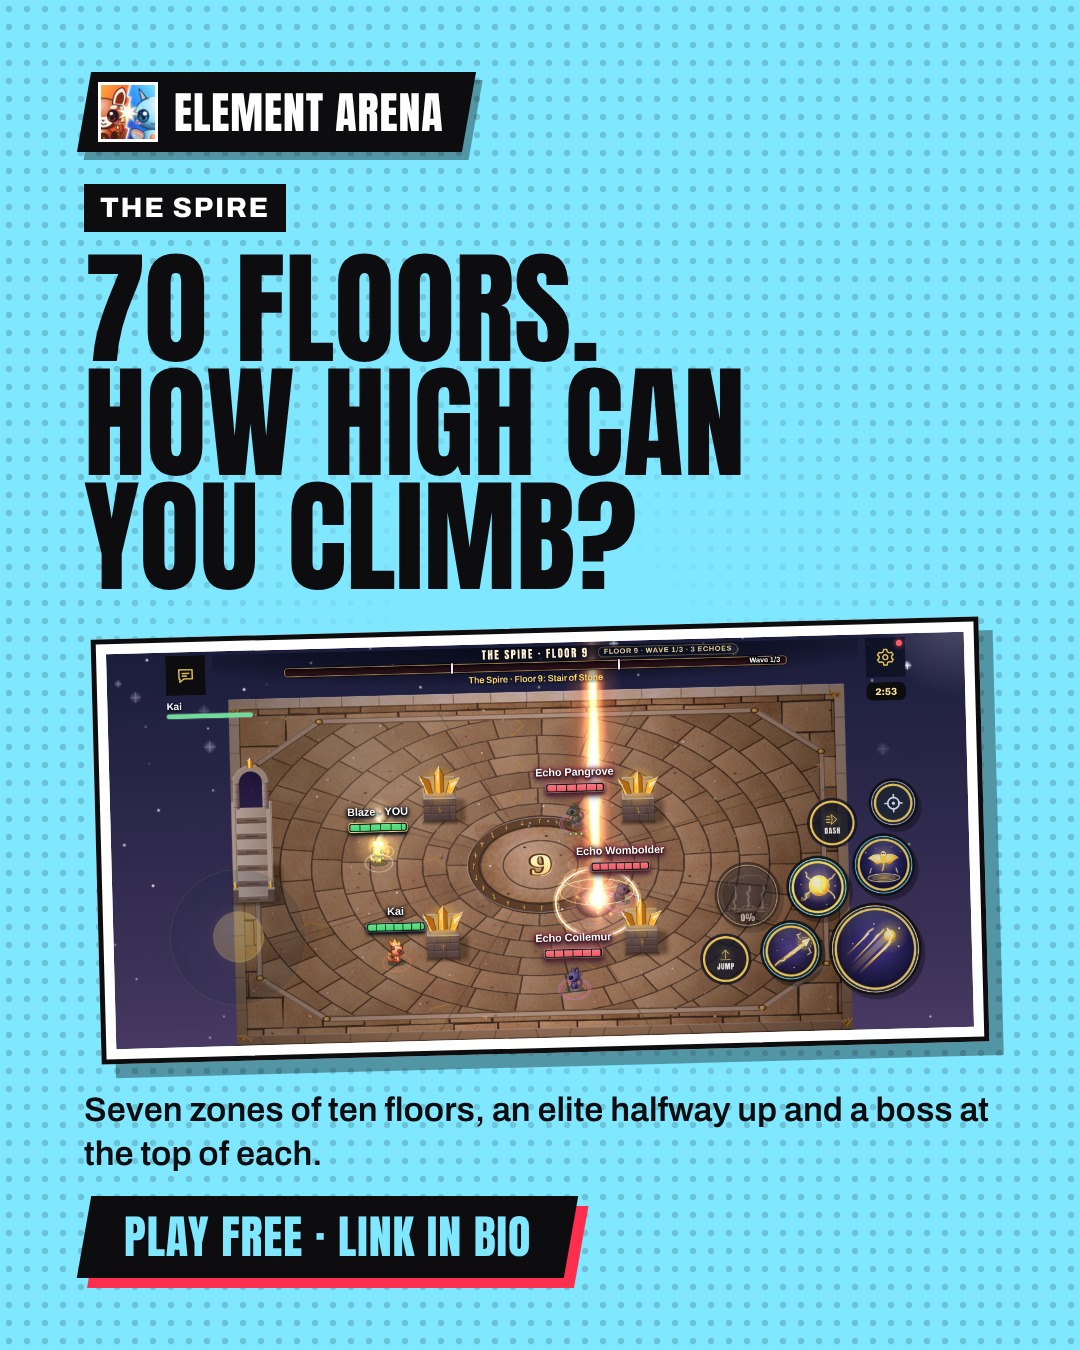 ELEMENT ARENA
THE SPIRE
70 FLOORS.
HOW HIGH CAN
YOU CLIMB?
THE SPIRE · FLOOR 9
FLOOR 9 · WAVE 1/3 · 3 ECHOES
Wave 1/3
The Spire · Floor 9: Stair of Stone
2:53
Kai
Echo Pangrove
Blaze · YOU
DASH
Echo Wombolder
9
0%
Kai
Echo Coilemur
JUMP
Seven zones of ten floors, an elite halfway up and a boss at
the top of each.
PLAY FREE · LINK IN BIO